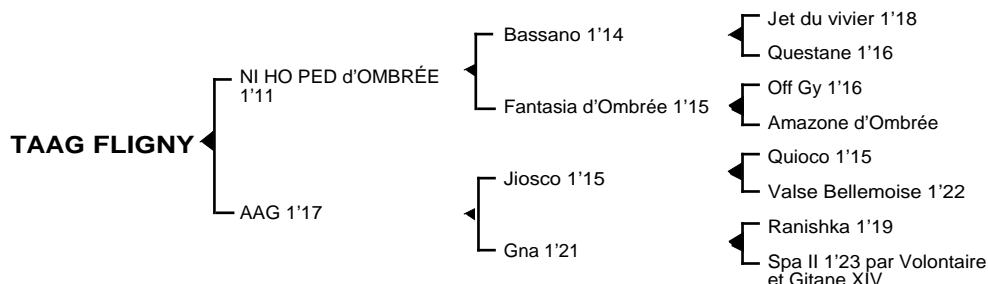 TAAG FLIGNY
NI HO PED d'OMBRÉE
1'11
AAG 1'17
Bassano 1'14
Fantasia d'Ombrée 1'15
Jiosco 1'15
Gna 1'21
Jet du vivier 1'18
Questane 1'16
Off Gy 1'16
Amazone d'Ombrée
Quioco 1'15
Valse Bellemoise 1'22
Ranishka 1'19
Spa II 1'23 par Volontaire
et Gitane XIV